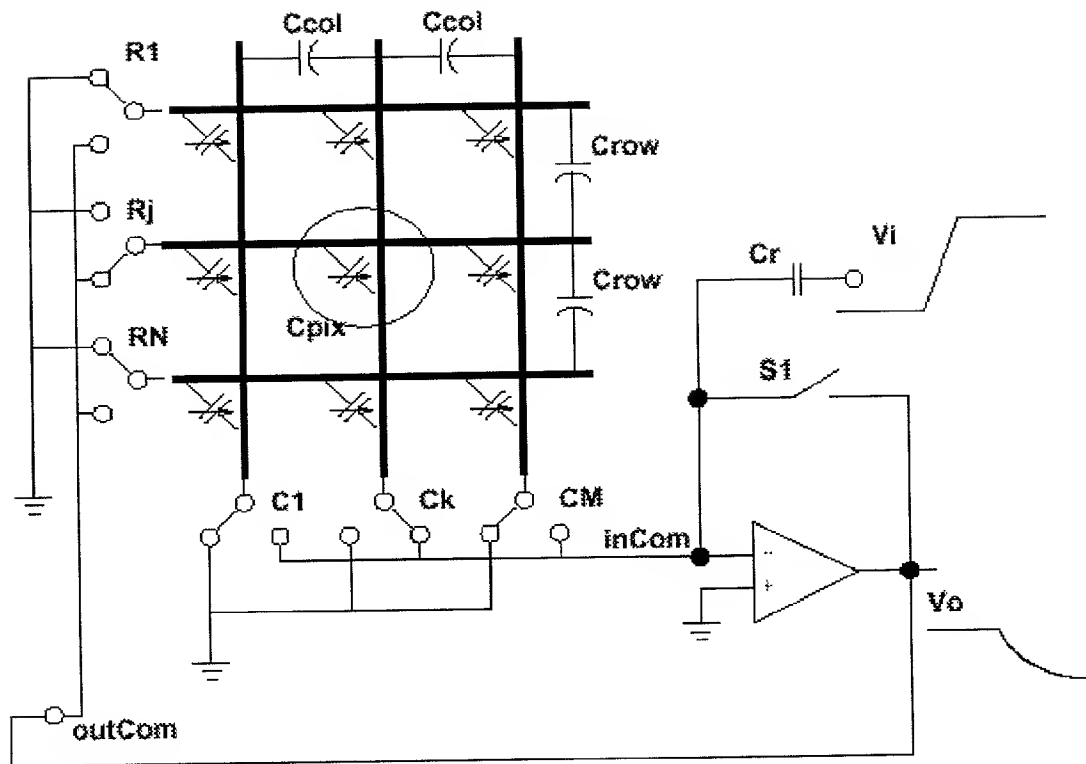 Ccol Ccol
R1
Crow
Rj
Cr Vi
Crow
Cpix
RN
S1
C1 Ck CM
inCom
-
+
Vo
outCom